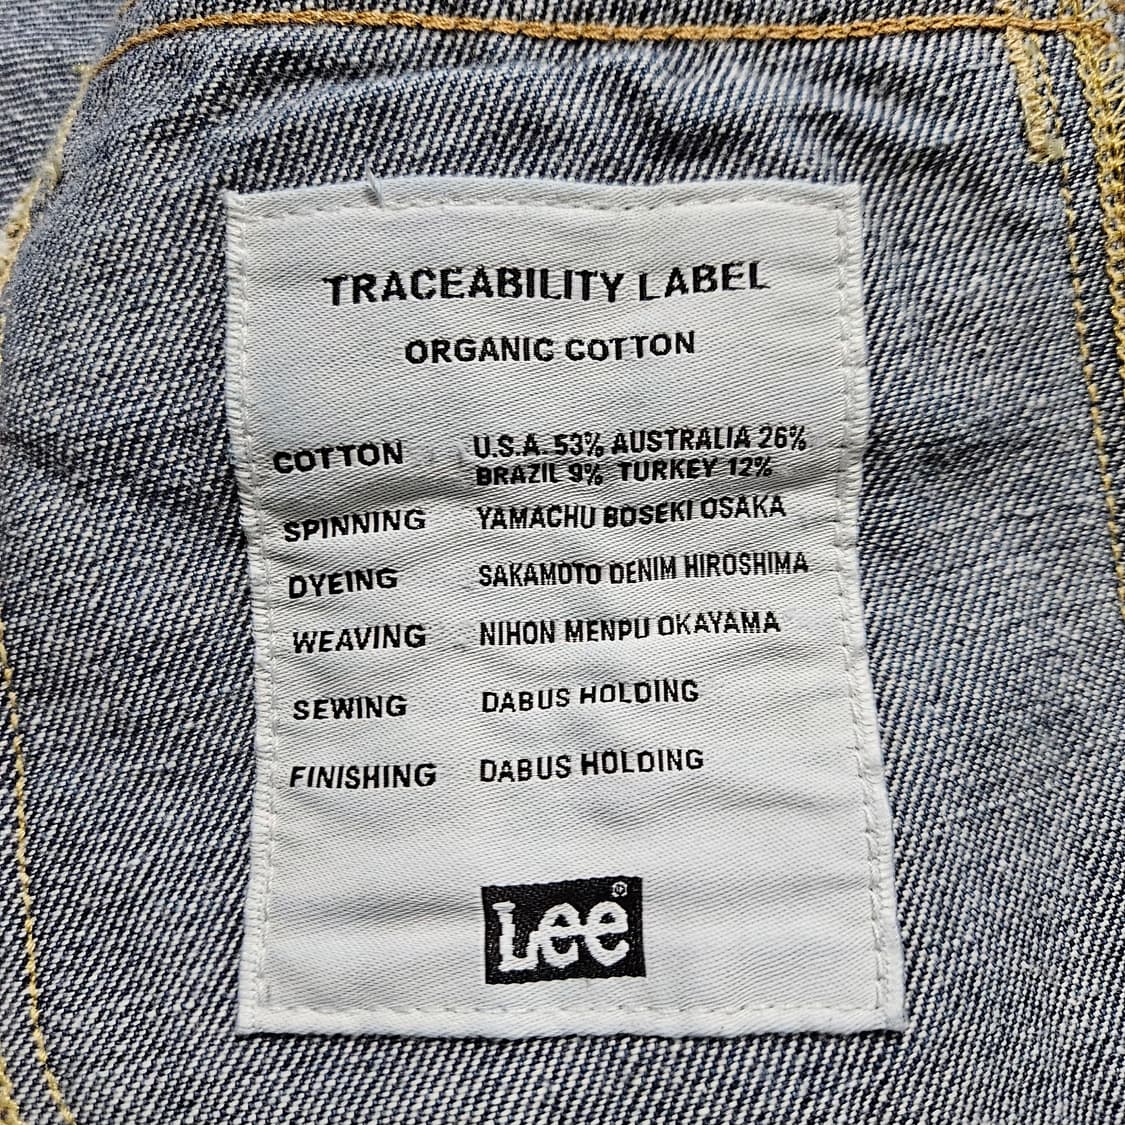 TRACEABILITY LABEL
ORGANIC COTTON
COTTON U.S.A. 53% AUSTRALIA 26%
BRAZIL 9% TURKEY 12%
SPINNING YAMACHU BOSEKI OSAKA
DYEING SAKAMOTO DENIM HIROSHIMA
WEAVING NIHON MENPU OKAYAMA
SEWING DABUS HOLDING
FINISHING DABUS HOLDING
Lee®